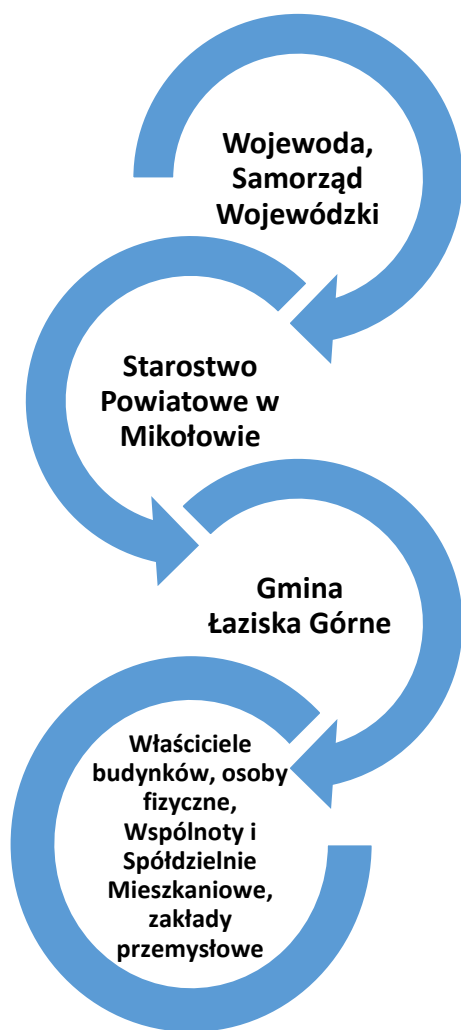 Wojewoda,
Samorząd
Wojewódzki
Starostwo
Powiatowe w
Mikołowie
Gmina
Łaziska Górne
Właściciele
budynków, osoby
fizyczne,
Wspólnoty i
Spółdzielnie
Mieszkaniowe,
zakłady
przemysłowe